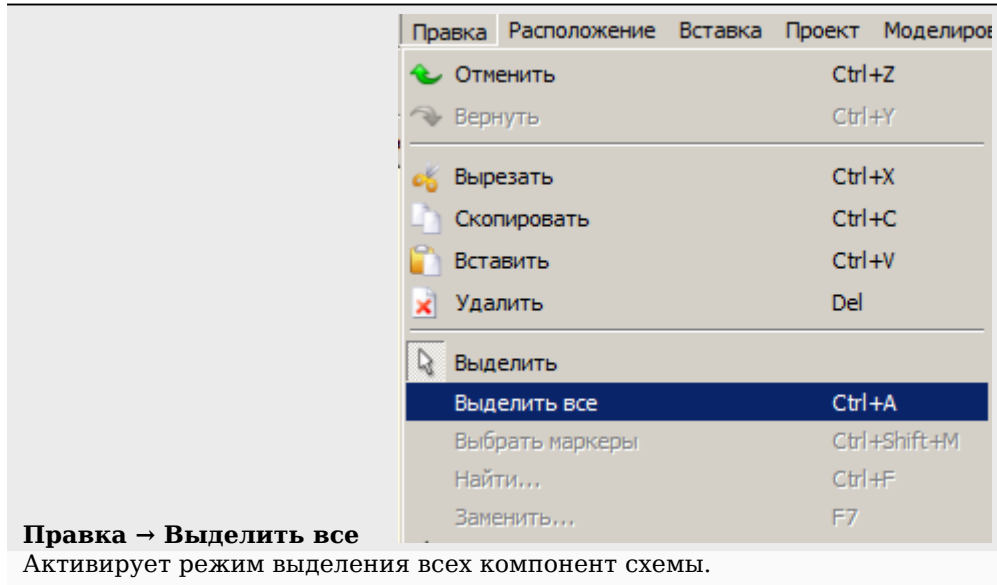 Правка Расположение Вставка Проект Моделиров
Отменить Ctrl+Z
Вернуть Ctrl+Y
Вырезать Ctrl+X
Скопировать Ctrl+C
Вставить Ctrl+V
Удалить Del
Выделить
Выделить все Ctrl+A
Выбрать маркеры Ctrl+Shift+M
Найти... Ctrl+F
Заменить... F7
Правка → Выделить все
Активирует режим выделения всех компонент схемы.